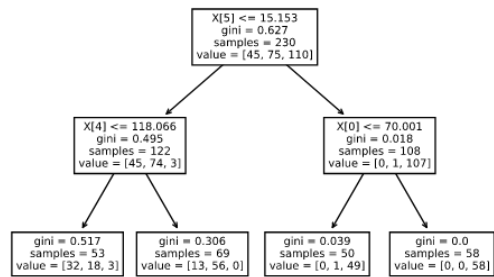 X[5] <= 15.153
gini = 0.627
samples = 230
value = [45, 75, 110]
X[4] <= 118.066
gini = 0.495
samples = 122
value = [45, 74, 3]
X[0] <= 70.001
gini = 0.018
samples = 108
value = [0, 1, 107]
gini = 0.517
samples = 53
value = [32, 18, 3]
gini = 0.306
samples = 69
value = [13, 56, 0]
gini = 0.039
samples = 50
value = [0, 1, 49]
gini = 0.0
samples = 58
value = [0, 0, 58]